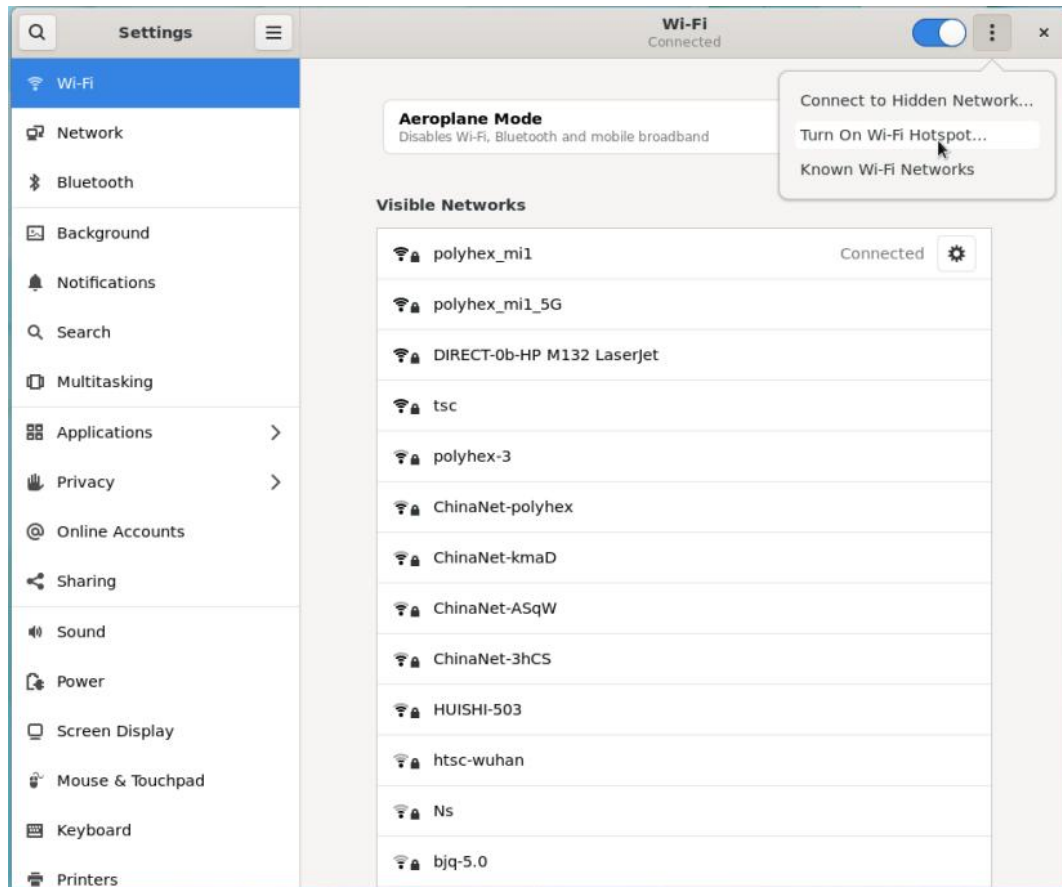 Settings
Wi-Fi
Connected
Wi-Fi
Network
Bluetooth
Background
Notifications
Search
Multitasking
Applications
Privacy
Online Accounts
Sharing
Sound
Power
Screen Display
Mouse & Touchpad
Keyboard
Printers
Connect to Hidden Network...
Turn On Wi-Fi Hotspot...
Known Wi-Fi Networks
Aeroplane Mode
Disables Wi-Fi, Bluetooth and mobile broadband
Visible Networks
polyhex_mi1 Connected
polyhex_mi1_5G
DIRECT-0b-HP M132 LaserJet
tsc
polyhex-3
ChinaNet-polyhex
ChinaNet-kmaD
ChinaNet-ASqW
ChinaNet-3hCS
HUISHI-503
htsc-wuhan
Ns
bjq-5.0